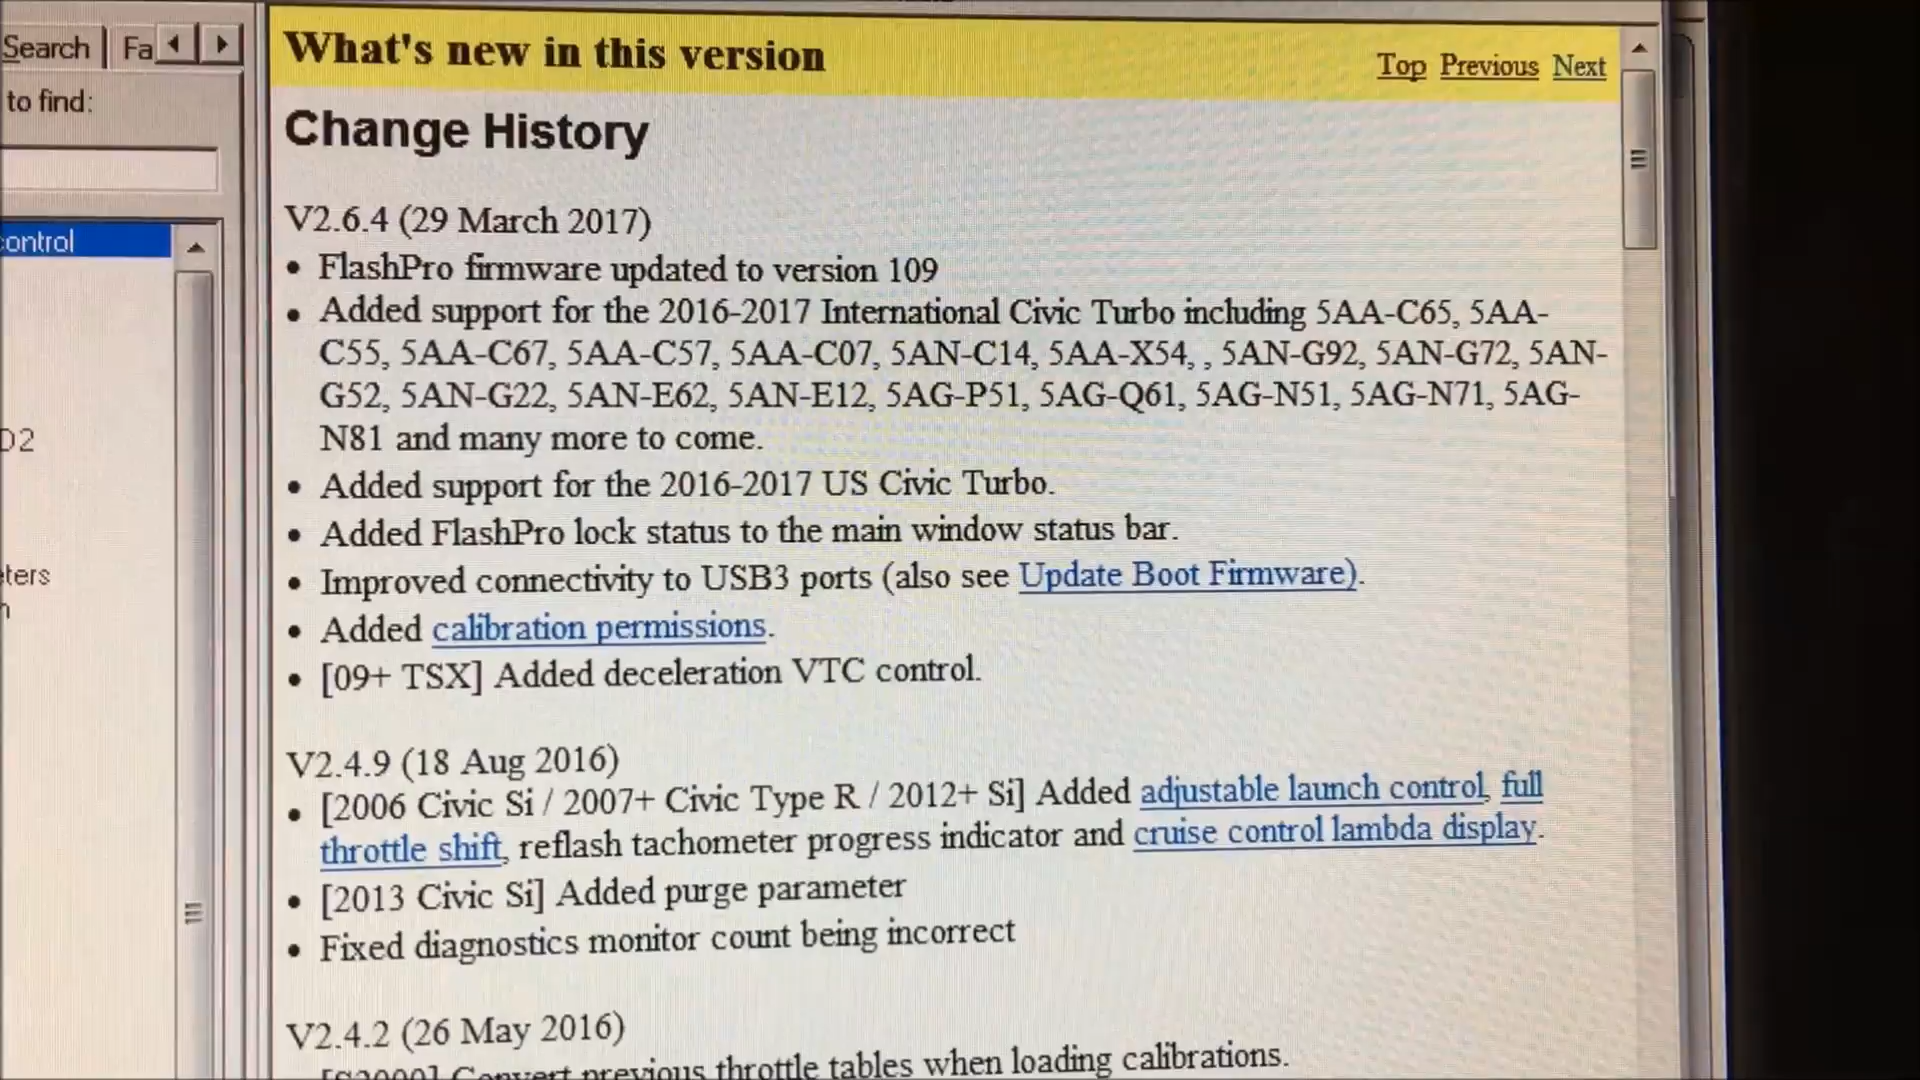 Search
Fa
What's new in this version
Top Previous Next
to find:
Change History
V2.6.4 (29 March 2017)
control
• FlashPro firmware updated to version 109
• Added support for the 2016-2017 International Civic Turbo including 5AA-C65, 5AA-
C55, 5AA-C67, 5AA-C57, 5AA-C07, 5AN-C14, 5AA-X54, , 5AN-G92, 5AN-G72, 5AN-
G52, 5AN-G22, 5AN-E62, 5AN-E12, 5AG-P51, 5AG-Q61, 5AG-N51, 5AG-N71, 5AG-
N81 and many more to come.
D2
• Added support for the 2016-2017 US Civic Turbo.
• Added FlashPro lock status to the main window status bar.
• Improved connectivity to USB3 ports (also see Update Boot Firmware).
ters
• Added calibration permissions.
• [09+ TSX] Added deceleration VTC control.
V2.4.9 (18 Aug 2016)
• [2006 Civic Si / 2007+ Civic Type R / 2012+ Si] Added adjustable launch control, full
throttle shift, reflash tachometer progress indicator and cruise control lambda display.
• [2013 Civic Si] Added purge parameter
• Fixed diagnostics monitor count being incorrect
V2.4.2 (26 May 2016)
[S2000] Convert previous throttle tables when loading calibrations.